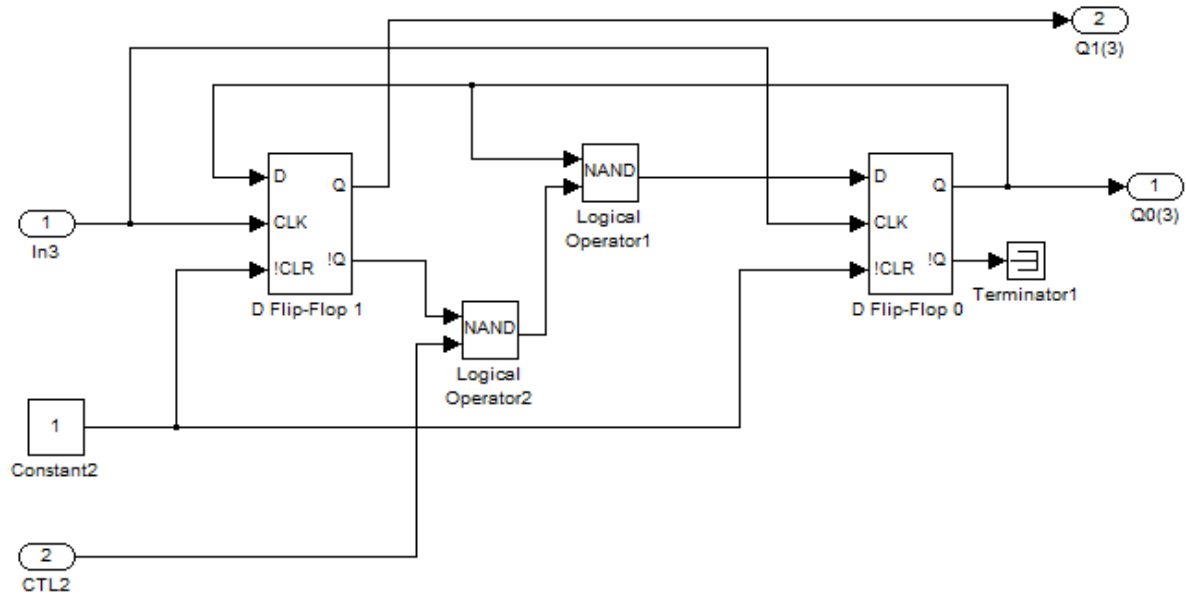 2
Q1(3)
D
Q
CLK
!CLR
!Q
D Flip-Flop 1
1
In3
NAND
Logical
Operator1
D
Q
CLK
!CLR
!Q
D Flip-Flop 0
1
Q0(3)
Terminator1
NAND
Logical
Operator2
1
Constant2
2
CTL2